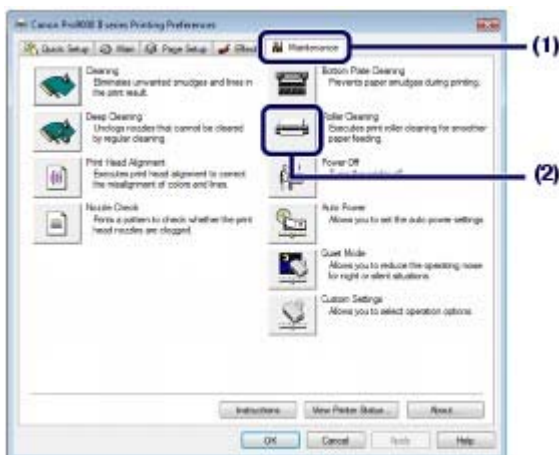 Canon Pro9000 II series Printing Preferences
Quick Setup Main Page Setup Effects Maintenance
(1)
Cleaning
Eliminates unwanted smudges and lines in
the print result.
Bottom Plate Cleaning
Prevents paper smudges during printing.
Deep Cleaning
Unclogs nozzles that cannot be cleared
by regular cleaning
Roller Cleaning
Executes print roller cleaning for smoother
paper feeding.
(2)
Print Head Alignment
Executes print head alignment to correct
the misalignment of colors and lines.
Power Off
Nozzle Check
Prints a pattern to check whether the print
head nozzles are clogged.
Auto Power
Allows you to set the auto power settings
Quiet Mode
Allows you to reduce the operating noise
for night or silent situations.
Custom Settings
Allows you to select operation options.
Instructions View Printer Status... About...
OK Cancel Apply Help